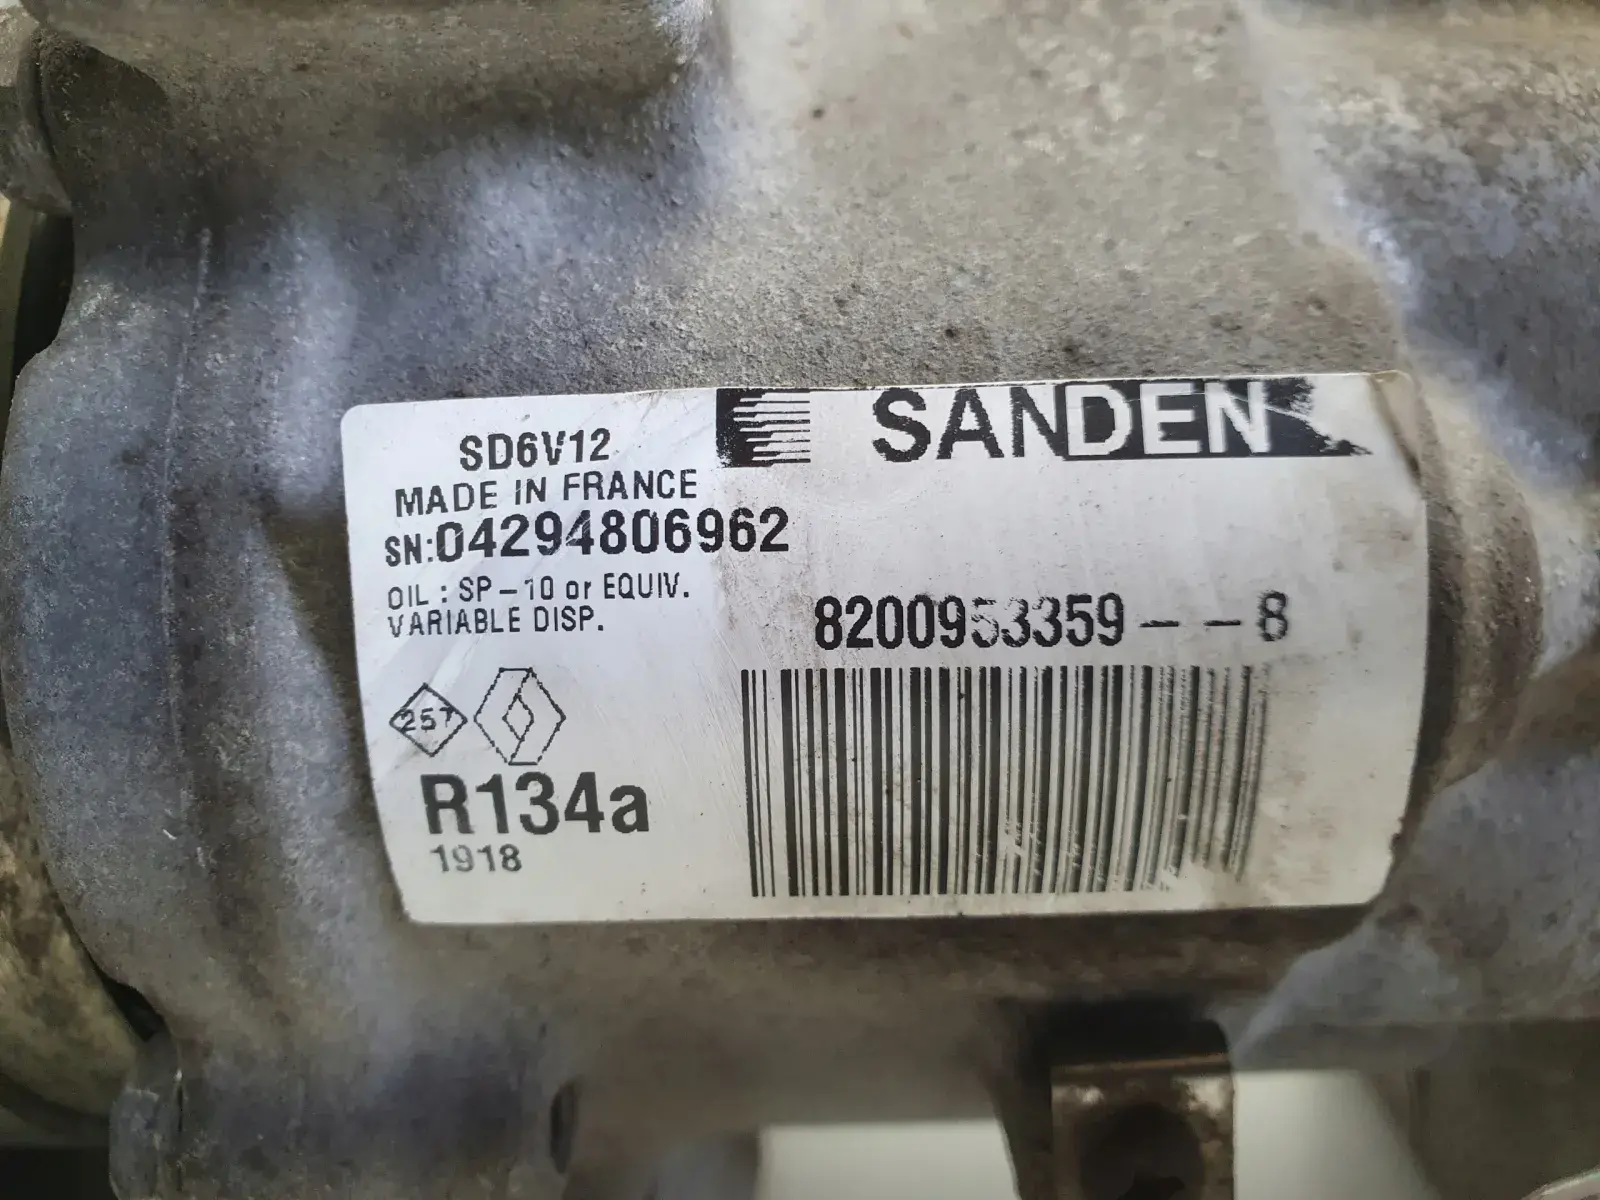 SANDEN
SD6V12
MADE IN FRANCE
SN:04294806962
OIL : SP-10 or EQUIV.
VARIABLE DISP.
8200953359--8
257
R134a
1918